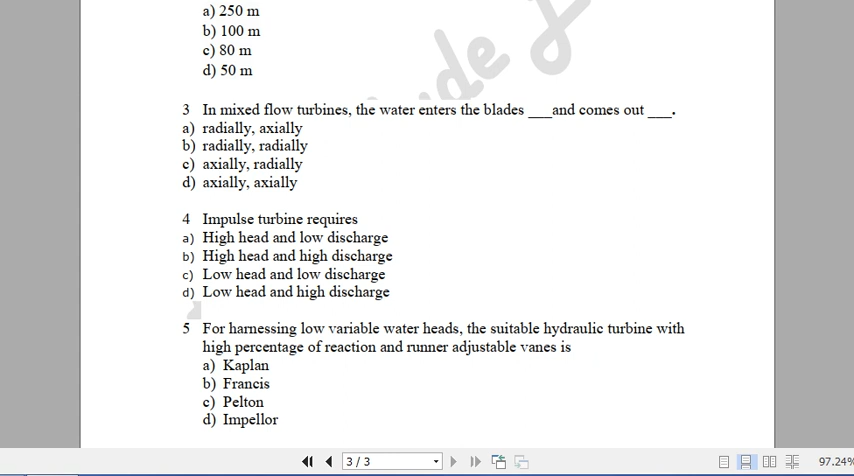 a) 250 m
b) 100 m
c) 80 m
d) 50 m
3 In mixed flow turbines, the water enters the blades ___and comes out ___.
a) radially, axially
b) radially, radially
c) axially, radially
d) axially, axially
4 Impulse turbine requires
a) High head and low discharge
b) High head and high discharge
c) Low head and low discharge
d) Low head and high discharge
5 For harnessing low variable water heads, the suitable hydraulic turbine with
high percentage of reaction and runner adjustable vanes is
a) Kaplan
b) Francis
c) Pelton
d) Impellor
3 / 3
97.24%